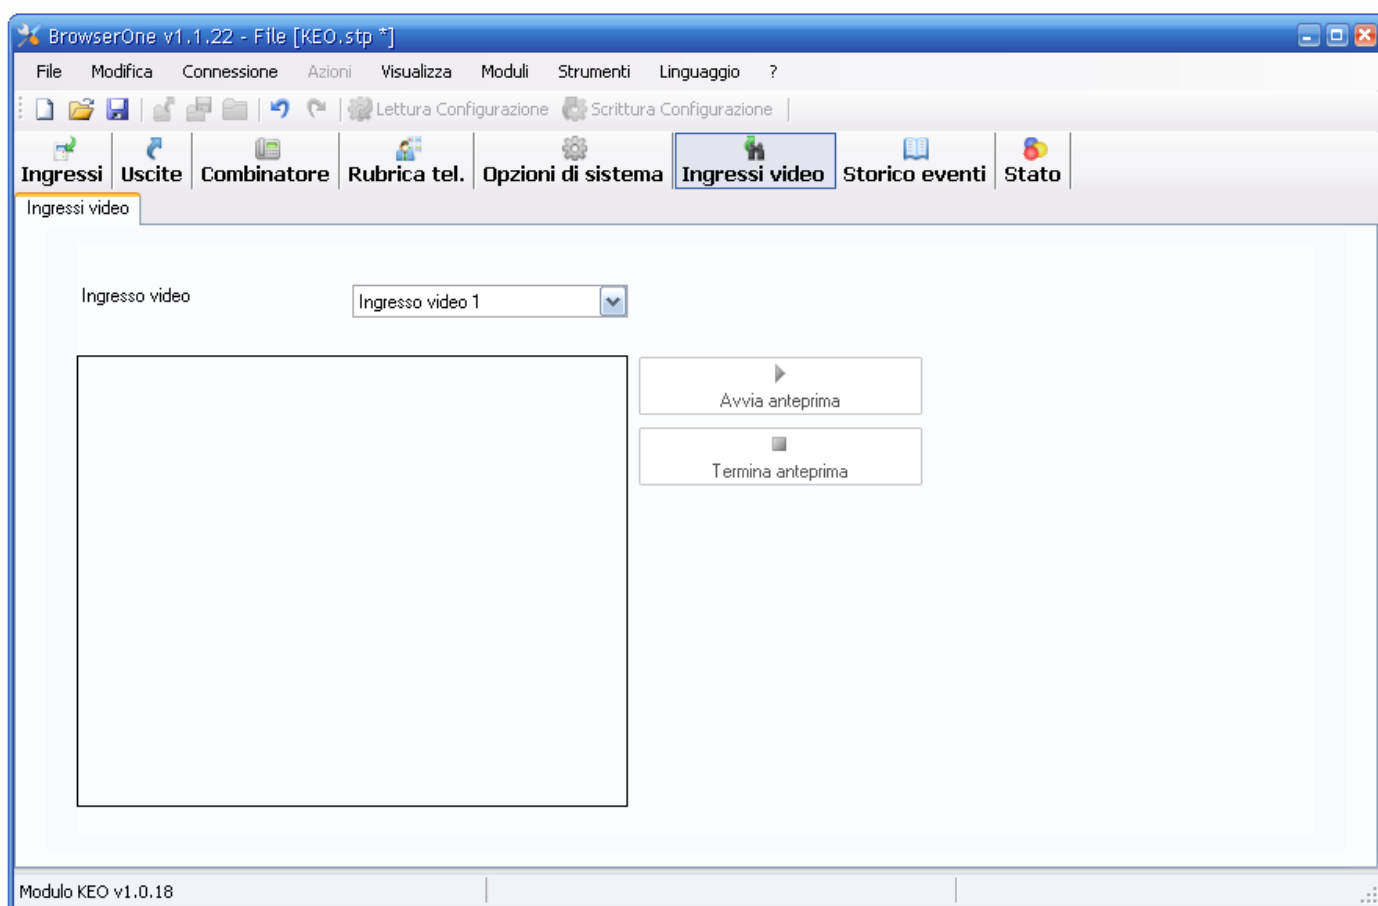 BrowserOne v1.1.22 - File [KEO.stp *]
File Modifica Connessione Azioni Visualizza Moduli Strumenti Linguaggio ?
Lettura Configurazione Scrittura Configurazione
Ingressi Uscite Combinatore Rubrica tel. Opzioni di sistema Ingressi video Storico eventi Stato
Ingressi video
Ingresso video Ingresso video 1
Avvia anteprima
Termina anteprima
Modulo KEO v1.0.18